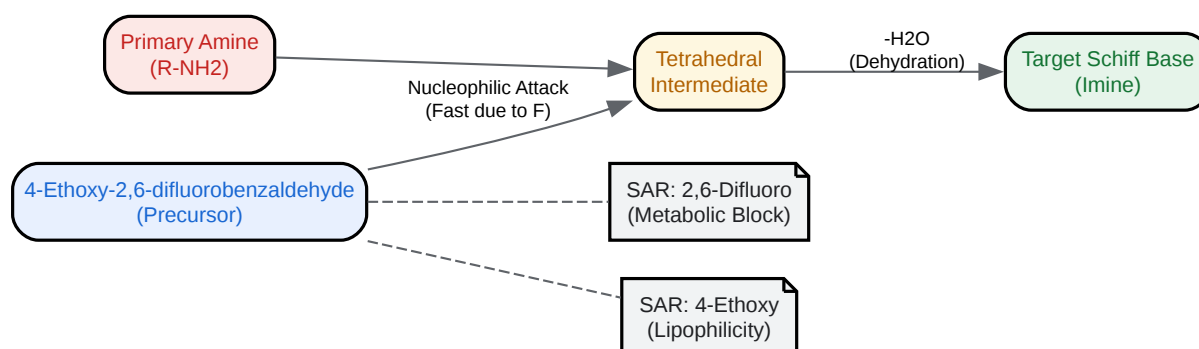 Primary Amine
(R-NH2)
Nucleophilic Attack
(Fast due to F)
Tetrahedral
Intermediate
-H2O
(Dehydration)
Target Schiff Base
(Imine)
4-Ethoxy-2,6-difluorobenzaldehyde
(Precursor)
SAR: 2,6-Difluoro
(Metabolic Block)
SAR: 4-Ethoxy
(Lipophilicity)